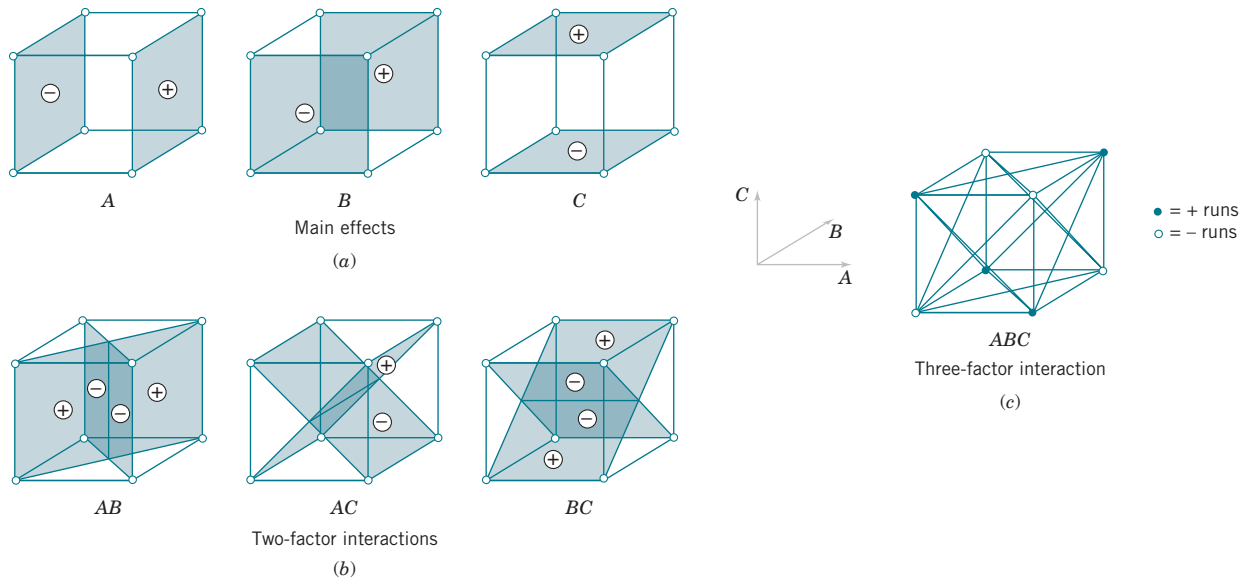 A
B
C
Main effects
(a)
AB
AC
BC
Two-factor interactions
(b)
C
B
A
ABC
Three-factor interaction
(c)
= + runs
= − runs